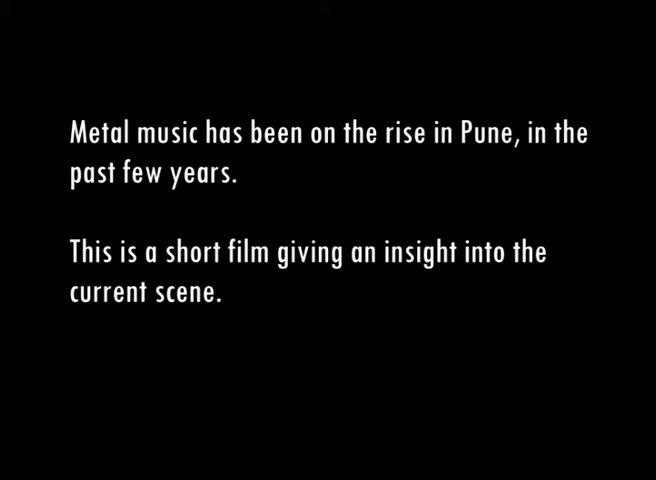 Metal music has been on the rise in Pune, in the
past few years.
This is a short film giving an insight into the
current scene.